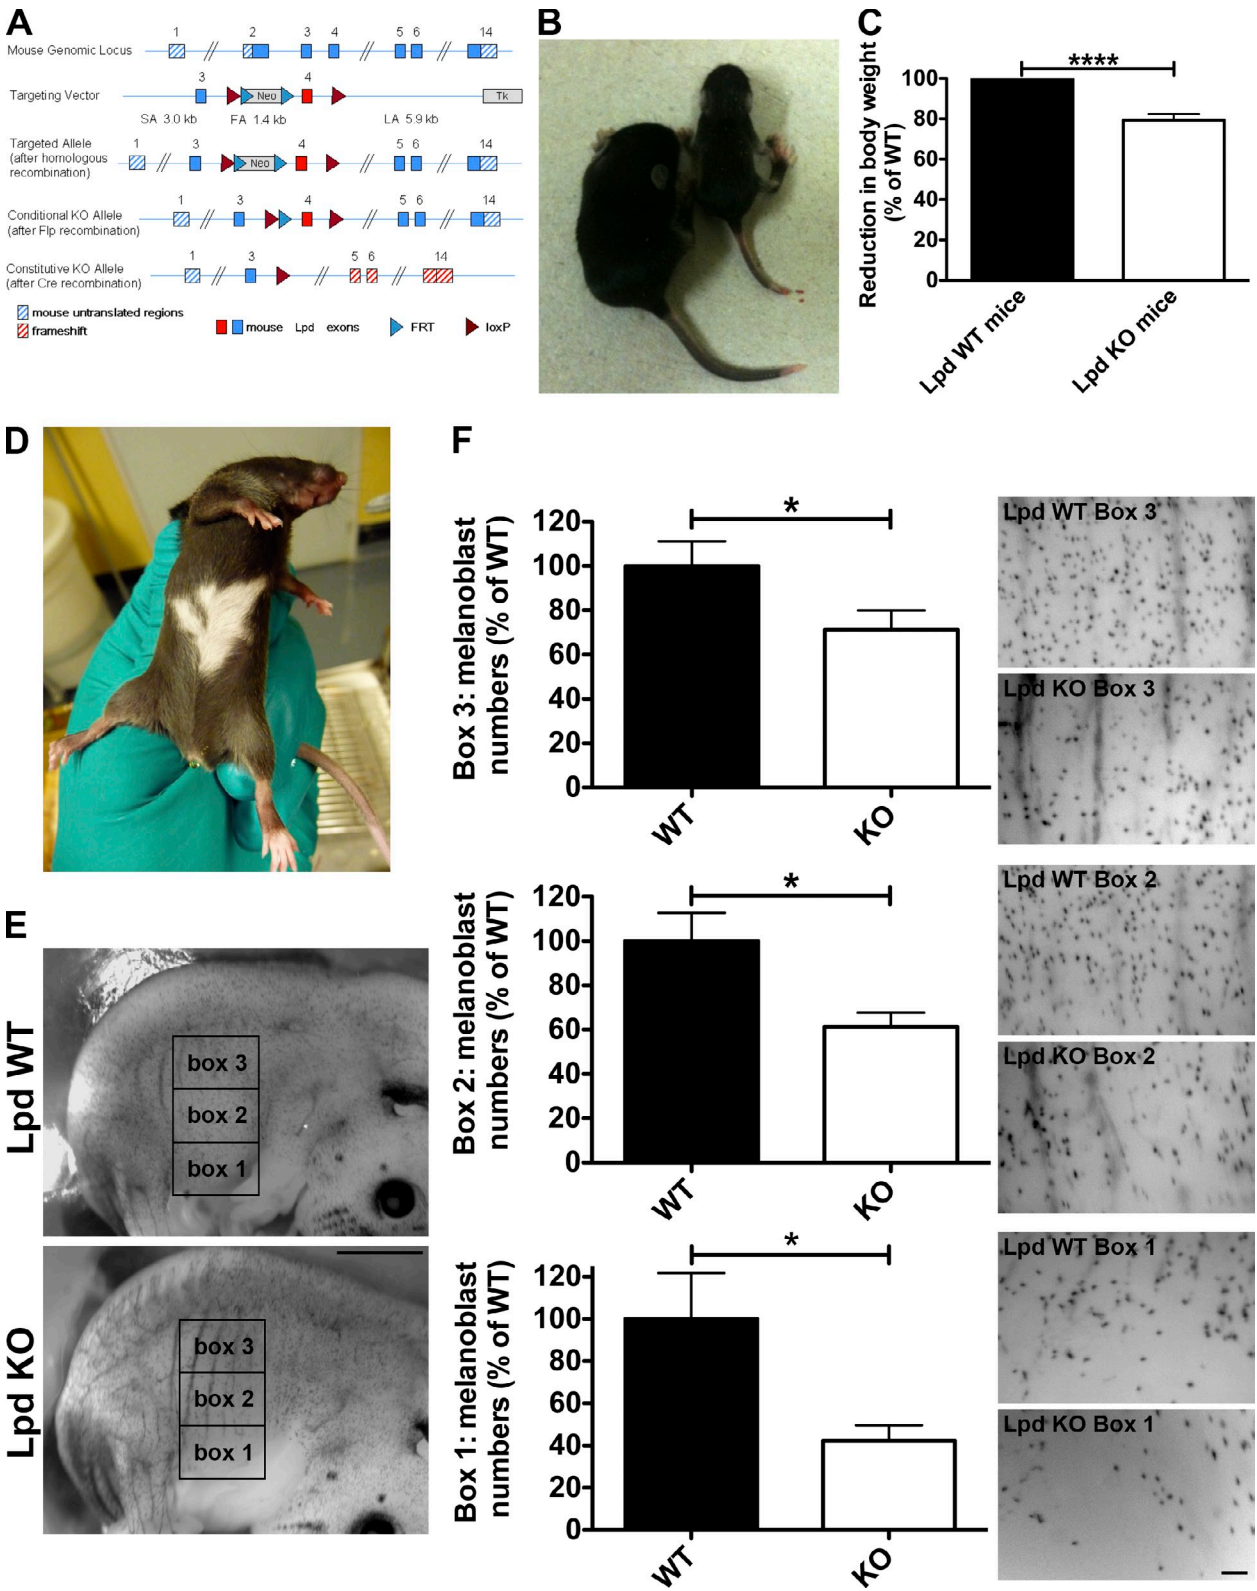 A
1 2 3 4 5 6 14
Mouse Genomic Locus
3 4
Targeting Vector Neo Tk
SA 3.0 kb FA 1.4 kb LA 5.9 kb
Targeted Allele
(after homologous
recombination)
1 3 4 5 6 14
Neo
1 3 4 5 6 14
Conditional KO Allele
(after Flp recombination)
1 3 5 6 14
Constitutive KO Allele
(after Cre recombination)
mouse untranslated regions
frameshift
mouse Lpd exons
FRT
loxP
B
C
Reduction in body weight
(% of WT)
100
80
60
40
20
0
****
Lpd WT mice
Lpd KO mice
D
E
Lpd WT
box 3
box 2
box 1
Lpd KO
box 3
box 2
box 1
F
Box 3: melanoblast
numbers (% of WT)
120
100
80
60
40
20
0
*
WT
KO
Lpd WT Box 3
Lpd KO Box 3
Box 2: melanoblast
numbers (% of WT)
120
100
80
60
40
20
0
*
WT
KO
Lpd WT Box 2
Lpd KO Box 2
Box 1: melanoblast
numbers (% of WT)
120
100
80
60
40
20
0
*
WT
KO
Lpd WT Box 1
Lpd KO Box 1